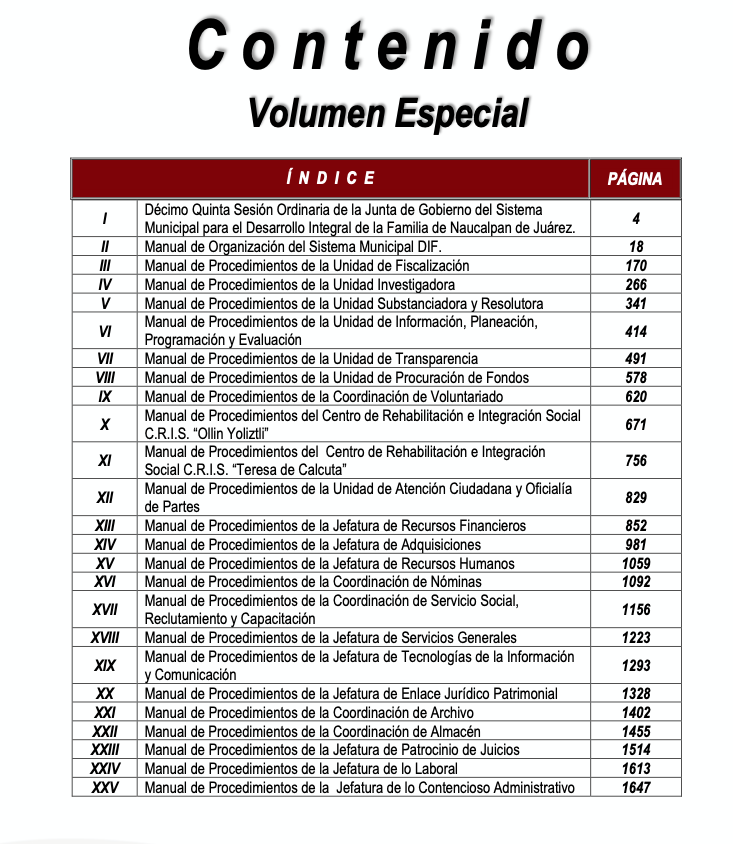 Contenido
Volumen Especial
ÍNDICE PÁGINA
I Décimo Quinta Sesión Ordinaria de la Junta de Gobierno del Sistema
Municipal para el Desarrollo Integral de la Familia de Naucalpan de Juárez. 4
II Manual de Organización del Sistema Municipal DIF. 18
III Manual de Procedimientos de la Unidad de Fiscalización 170
IV Manual de Procedimientos de la Unidad Investigadora 266
V Manual de Procedimientos de la Unidad Substanciadora y Resolutora 341
VI Manual de Procedimientos de la Unidad de Información, Planeación,
Programación y Evaluación 414
VII Manual de Procedimientos de la Unidad de Transparencia 491
VIII Manual de Procedimientos de la Unidad de Procuración de Fondos 578
IX Manual de Procedimientos de la Coordinación de Voluntariado 620
X Manual de Procedimientos del Centro de Rehabilitación e Integración Social
C.R.I.S. “Ollin Yoliztli” 671
XI Manual de Procedimientos del Centro de Rehabilitación e Integración
Social C.R.I.S. “Teresa de Calcuta” 756
XII Manual de Procedimientos de la Unidad de Atención Ciudadana y Oficialía
de Partes 829
XIII Manual de Procedimientos de la Jefatura de Recursos Financieros 852
XIV Manual de Procedimientos de la Jefatura de Adquisiciones 981
XV Manual de Procedimientos de la Jefatura de Recursos Humanos 1059
XVI Manual de Procedimientos de la Coordinación de Nóminas 1092
XVII Manual de Procedimientos de la Coordinación de Servicio Social,
Reclutamiento y Capacitación 1156
XVIII Manual de Procedimientos de la Jefatura de Servicios Generales 1223
XIX Manual de Procedimientos de la Jefatura de Tecnologías de la Información
y Comunicación 1293
XX Manual de Procedimientos de la Jefatura de Enlace Jurídico Patrimonial 1328
XXI Manual de Procedimientos de la Coordinación de Archivo 1402
XXII Manual de Procedimientos de la Coordinación de Almacén 1455
XXIII Manual de Procedimientos de la Jefatura de Patrocinio de Juicios 1514
XXIV Manual de Procedimientos de la Jefatura de lo Laboral 1613
XXV Manual de Procedimientos de la Jefatura de lo Contencioso Administrativo 1647